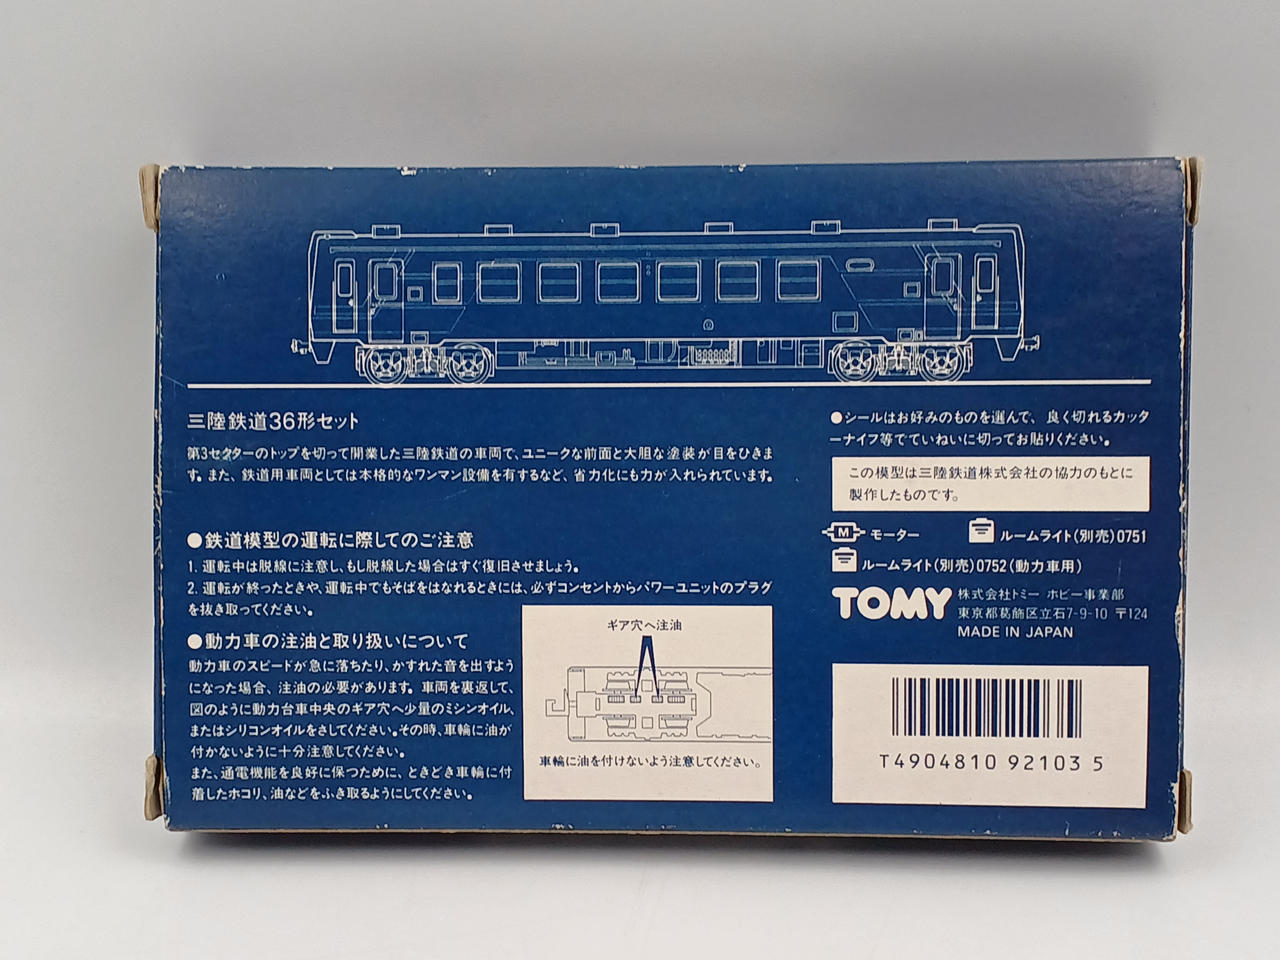 三陸鉄道36形セット
第3セクターのトップを切って開業した三陸鉄道の車両で、ユニークな前面と大胆な塗装が目をひきま
す。また、鉄道用車両としては本格的なワンマン設備を有するなど、省力化にも力が入れられています。
●鉄道模型の運転に際してのご注意
1. 運転中は脱線に注意し、もし脱線した場合はすぐ復旧させましょう。
2. 運転が終ったときや、運転中でもそばをはなれるときには、必ずコンセントからパワーユニットのプラグ
を抜き取ってください。
●動力車の注油と取り扱いについて
動力車のスピードが急に落ちたり、かすれた音を出すよう
になった場合、注油の必要があります。車両を裏返して、
図のように動力台車中央のギア穴へ少量のミシンオイル、
またはシリコンオイルをさしてください。その時、車輪に油が
付かないように十分注意してください。
また、通電機能を良好に保つために、ときどき車輪に付
着したホコリ、油などをふき取るようにしてください。
ギア穴へ注油
車輪に油を付けないよう注意してください。
●シールはお好みのものを選んで、良く切れるカッタ
ーナイフ等でていねいに切ってお貼りください。
この模型は三陸鉄道株式会社の協力のもとに
製作したものです。
M モーター ルームライト(別売)0751
ルームライト(別売)0752(動力車用)
TOMY 株式会社トミー ホビー事業部
東京都葛飾区立石7-9-10 〒124
MADE IN JAPAN
T4904810 92103 5